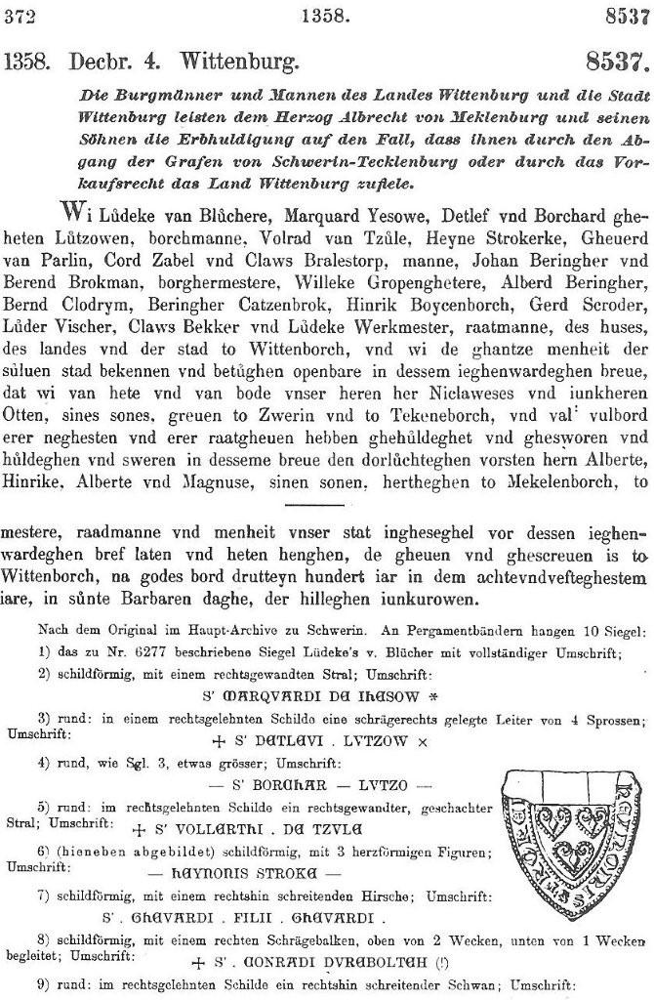 372 1358. 8537
1358. Decbr. 4. Wittenburg. 8537.
Die Burgmänner und Mannen des Landes Wittenburg und die Stadt
Wittenburg leisten dem Herzog Albrecht von Meklenburg und seinen
Söhnen die Erbhuldigung auf den Fall, dass ihnen durch den Ab-
gang der Grafen von Schwerin-Tecklenburg oder durch das Vor-
kaufsrecht das Land Wittenburg zufiele.
Wi Lůdeke van Blůchere, Marquard Yesowe, Detlef vnd Borchard ghe-
heten Lůtzowen, borchmanne, Volrad van Tzůle, Heyne Strokerke, Gheuerd
van Parlin, Cord Zabel vnd Claws Bralestorp, manne, Johan Beringher vnd
Berend Brokman, borghermestere, Willeke Gropenghetere, Alberd Beringher,
Bernd Clodrym, Beringher Catzenbrok, Hinrik Boycenborch, Gerd Scroder,
Lůder Vischer, Claws Bekker vnd Lůdeke Werkmester, raatmanne, des huses,
des landes vnd der stad to Wittenborch, vnd wi de ghantze menheit der
sůluen stad bekennen vnd betůghen openbare in dessem ieghenwardeghen breue,
dat wi van hete vnd van bode vnser heren her Niclaweses vnd iunkheren
Otten, sines sones, greuen to Zwerin vnd to Tekeneborch, vnd val vulbord
erer neghesten vnd erer raatgheuen hebben ghehůldeghet vnd ghesworen vnd
hůldeghen vnd sweren in desseme breue den dorlůchteghen vorsten hern Alberte,
Hinrike, Alberte vnd Magnuse, sinen sonen, hertheghen to Mekelenborch, to
mestere, raadmanne vnd menheit vnser stat ingheseghel vor dessen ieghen-
wardeghen bref laten vnd heten henghen, de gheuen vnd ghescreuen is to
Wittenborch, na godes bord drutteyn hundert iar in dem achtevndvefteghestem
iare, in sůnte Barbaren daghe, der hilleghen iunkurowen.
Nach dem Original im Haupt-Archive zu Schwerin. An Pergamentbändern hangen 10 Siegel:
1) das zu Nr. 6277 beschriebene Siegel Lüdeke's v. Blücher mit vollständiger Umschrift;
2) schildförmig, mit einem rechtsgewandten Stral; Umschrift:
S' MARQVARDI DE IhESOW *
3) rund: in einem rechtsgelehnten Schilde eine schrägerechts gelegte Leiter von 4 Sprossen;
Umschrift:
+ S' DETLEVI . LVTZOW ×
4) rund, wie Sgl. 3, etwas grösser; Umschrift:
— S' BORChAR — LVTZO —
5) rund: im rechtsgelehnten Schilde ein rechtsgewandter, geschachter
Stral; Umschrift:
+ S' VOLLERThI . DE TZVLE
6) (hieneben abgebildet) schildförmig, mit 3 herzförmigen Figuren;
Umschrift:
— hEYNONIS STROKE —
7) schildförmig, mit einem rechtshin schreitenden Hirsche; Umschrift:
S' . GhEVARDI . FILII . GhEVARDI .
8) schildförmig, mit einem rechten Schrägebalken, oben von 2 Wecken, unten von 1 Wecken
begleitet; Umschrift:
+ S' . CONRADI DVREBOLTEH (!)
9) rund: im rechtsgelehnten Schilde ein rechtshin schreitender Schwan; Umschrift: